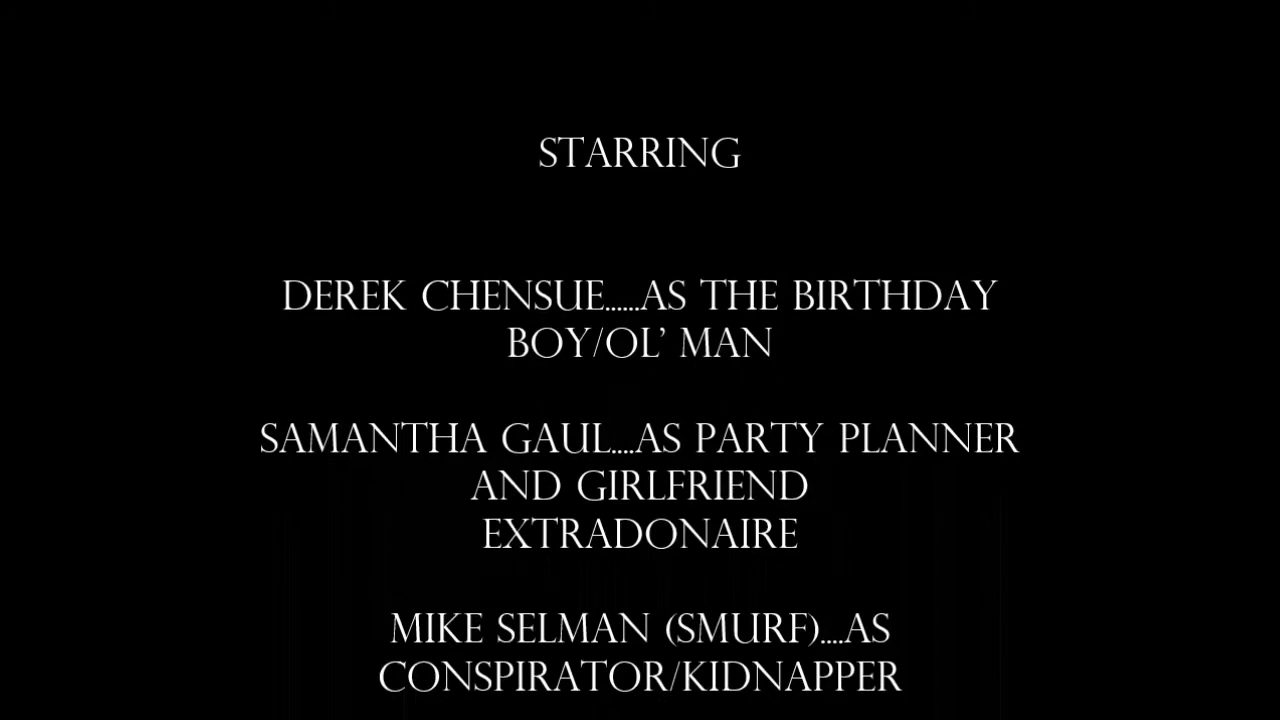 STARRING
DEREK CHENSUE......AS THE BIRTHDAY
BOY/OL’ MAN
SAMANTHA GAUL....AS PARTY PLANNER
AND GIRLFRIEND
EXTRADONAIRE
MIKE SELMAN (SMURF)....AS
CONSPIRATOR/KIDNAPPER